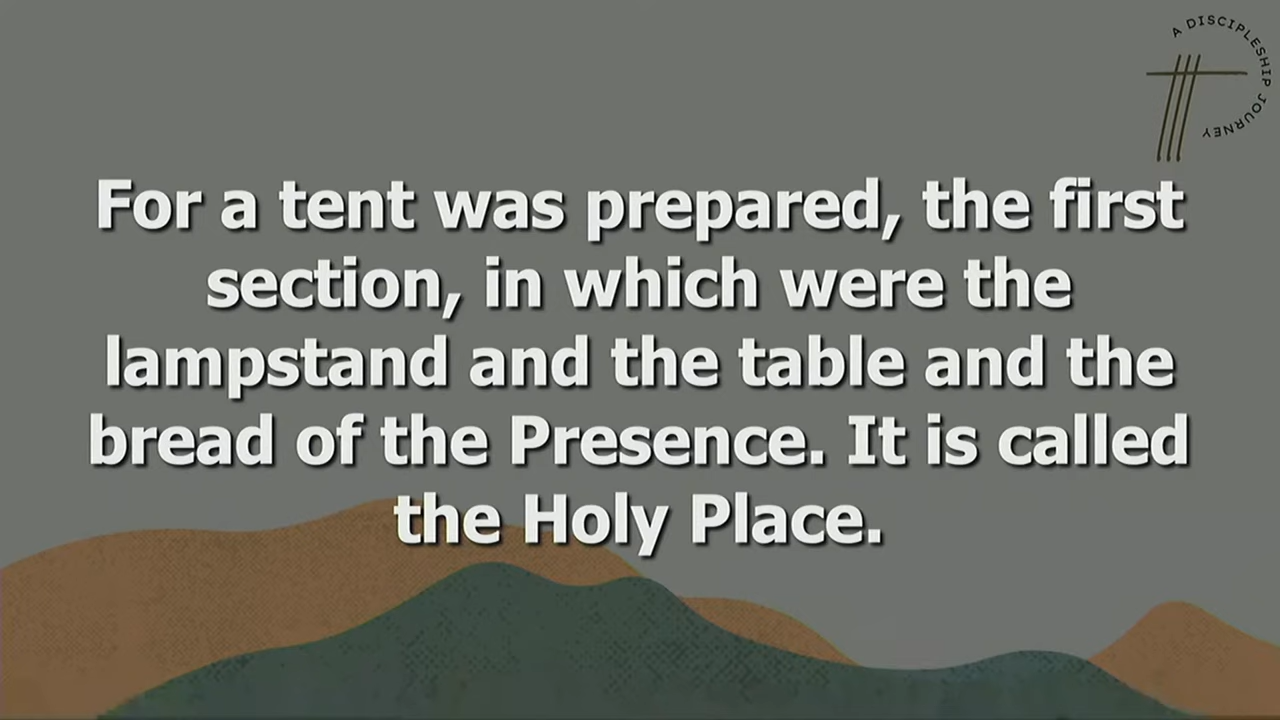 A DISCIPLESHIP JOURNEY
For a tent was prepared, the first
section, in which were the
lampstand and the table and the
bread of the Presence. It is called
the Holy Place.